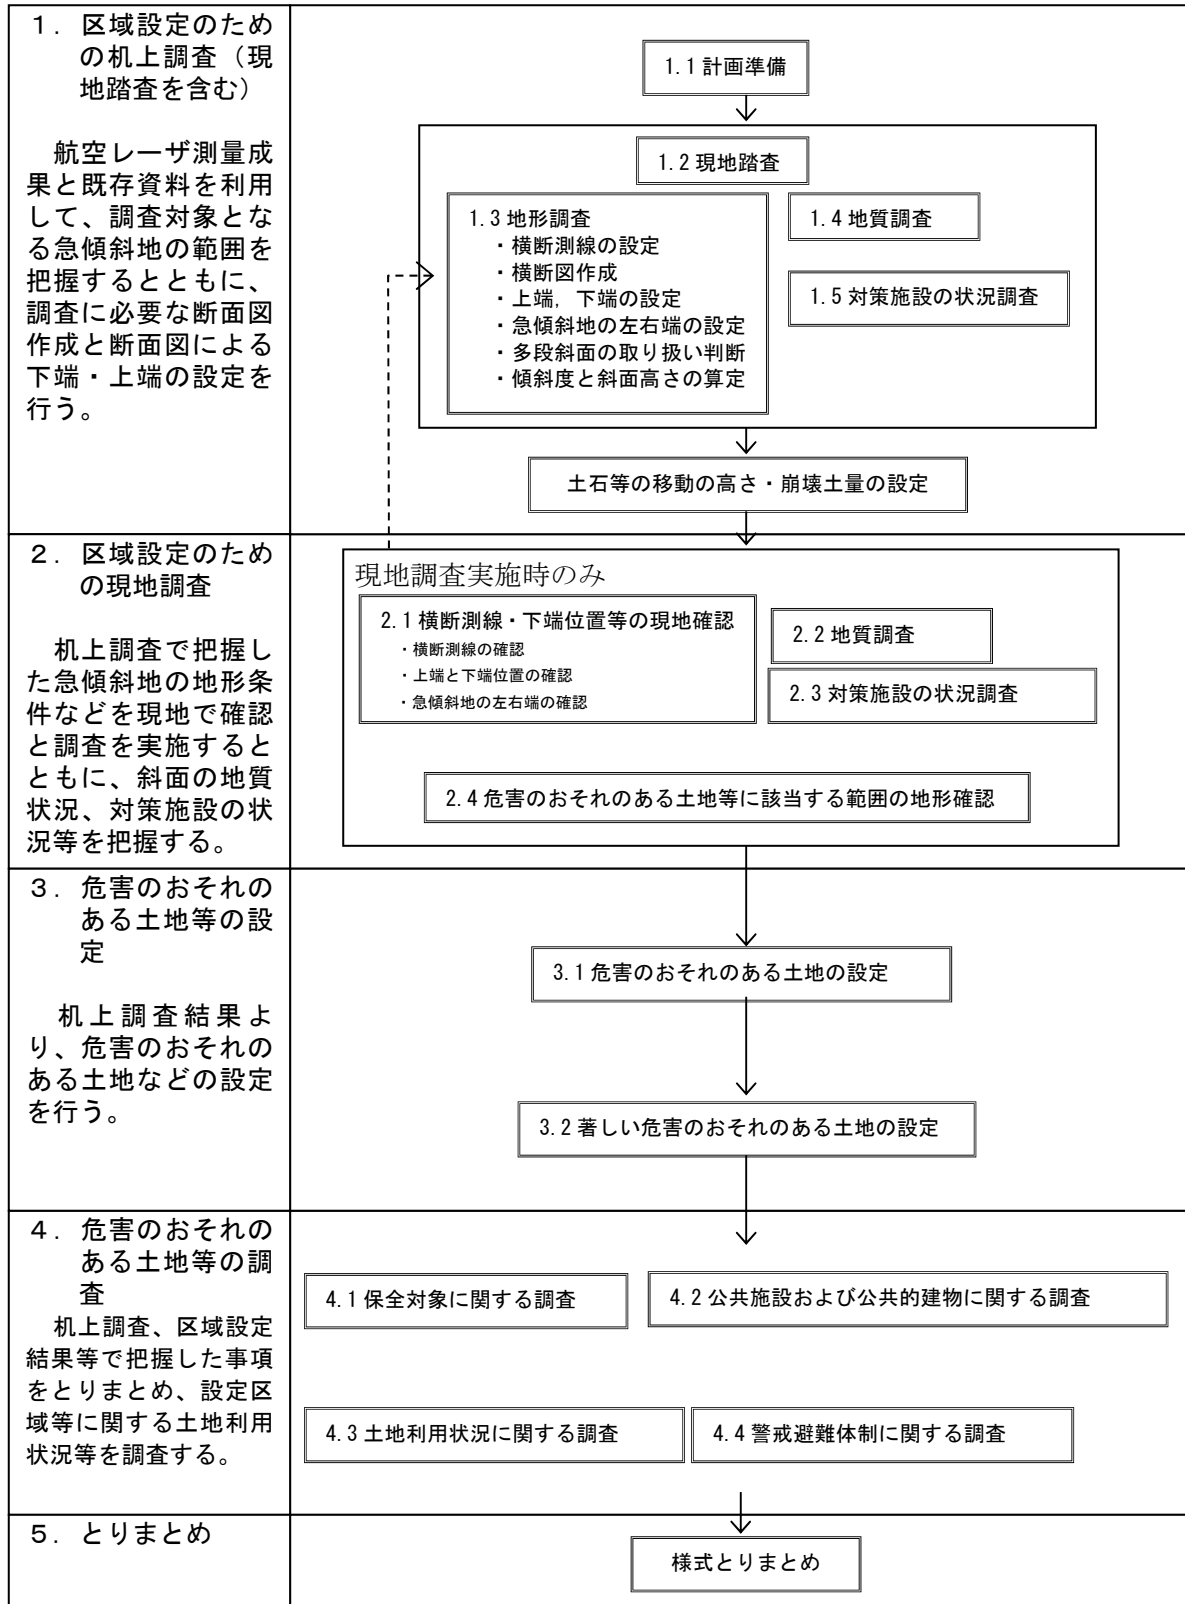 １．区域設定のため
の机上調査（現
地踏査を含む）
航空レーザ測量成
果と既存資料を利用
して、調査対象とな
る急傾斜地の範囲を
把握するとともに、
調査に必要な断面図
作成と断面図による
下端・上端の設定を
行う。
1.1 計画準備
1.2 現地踏査
1.3 地形調査
・横断測線の設定
・横断図作成
・上端，下端の設定
・急傾斜地の左右端の設定
・多段斜面の取り扱い判断
・傾斜度と斜面高さの算定
1.4 地質調査
1.5 対策施設の状況調査
土石等の移動の高さ・崩壊土量の設定
２．区域設定のため
の現地調査
机上調査で把握し
た急傾斜地の地形条
件などを現地で確認
と調査を実施すると
ともに、斜面の地質
状況、対策施設の状
況等を把握する。
現地調査実施時のみ
2.1 横断測線・下端位置等の現地確認
・横断測線の確認
・上端と下端位置の確認
・急傾斜地の左右端の確認
2.2 地質調査
2.3 対策施設の状況調査
2.4 危害のおそれのある土地等に該当する範囲の地形確認
３．危害のおそれの
ある土地等の設
定
机上調査結果よ
り、危害のおそれの
ある土地などの設定
を行う。
3.1 危害のおそれのある土地の設定
3.2 著しい危害のおそれのある土地の設定
４．危害のおそれの
ある土地等の調
査
机上調査、区域設定
結果等で把握した事項
をとりまとめ、設定区
域等に関する土地利用
状況等を調査する。
4.1 保全対象に関する調査
4.2 公共施設および公共的建物に関する調査
4.3 土地利用状況に関する調査
4.4 警戒避難体制に関する調査
５．とりまとめ
様式とりまとめ